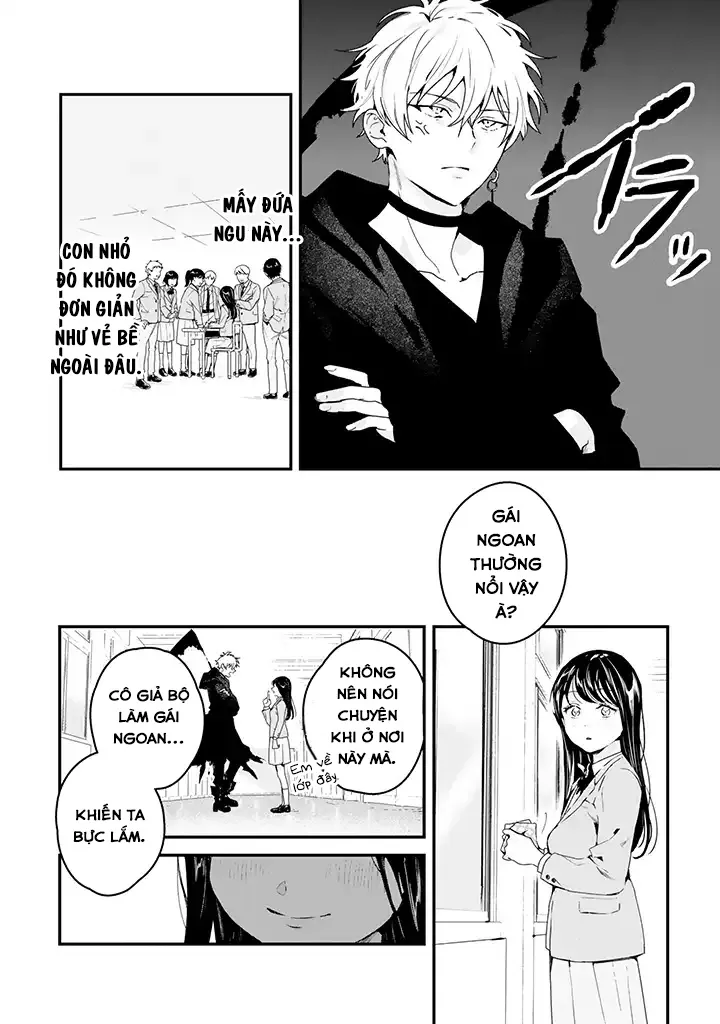 イラッ
MẤY ĐỨA
NGU NÀY...
CON NHỎ
ĐÓ KHÔNG
ĐƠN GIẢN
NHƯ VẺ BỀ
NGOÀI ĐÂU.
GÁI
NGOAN
THƯỜNG
NỔI VẬY
À?
KHÔNG
NÊN NÓI
CHUYỆN
KHI Ở NƠI
NÀY MÀ.
Em về
lớp đây
CÔ GIẢ BỘ
LÀM GÁI
NGOAN...
KHIẾN TA
BỰC LẮM.